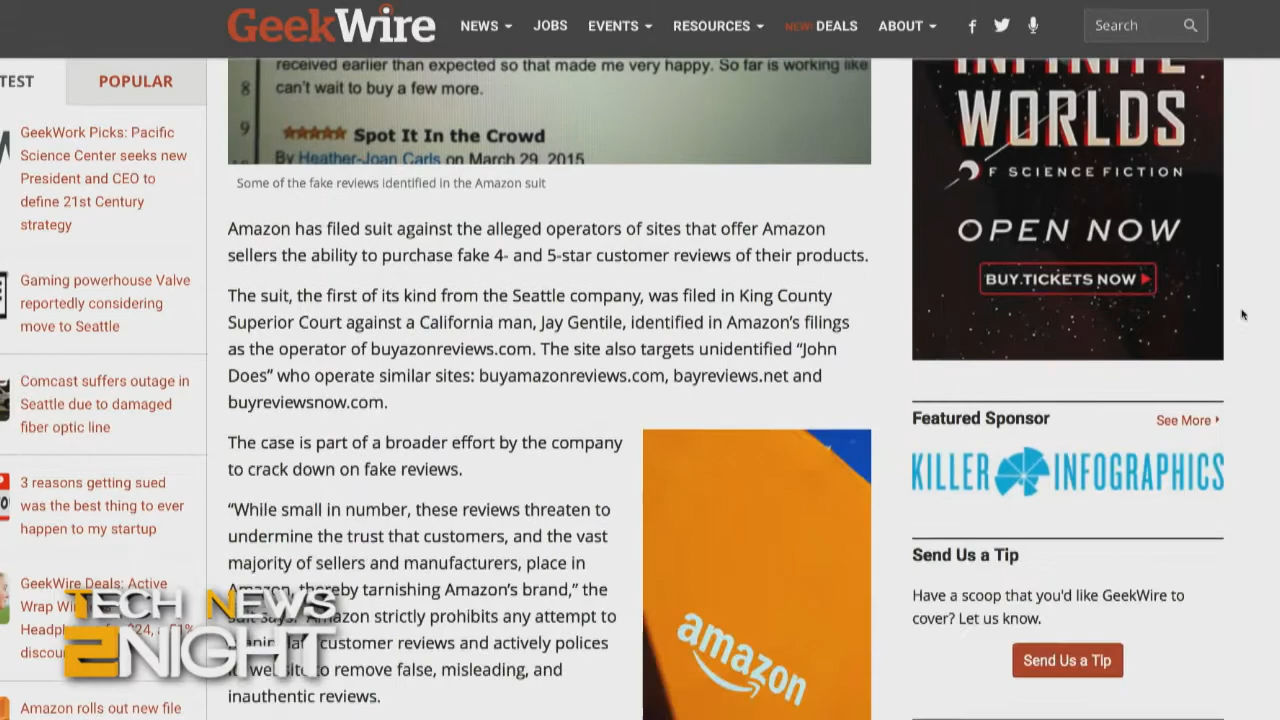 GeekWire
NEWS
JOBS
EVENTS
RESOURCES
NEW! DEALS
ABOUT
Search
TEST
POPULAR
GeekWork Picks: Pacific
Science Center seeks new
President and CEO to
define 21st Century
strategy
Gaming powerhouse Valve
reportedly considering
move to Seattle
Comcast suffers outage in
Seattle due to damaged
fiber optic line
3 reasons getting sued
was the best thing to ever
happen to my startup
GeekWire Deals: Active
Wrap Wi
Headp
discou
Amazon rolls out new file
received earlier than expected so that made me very happy. So far is working like
8 can't wait to buy a few more.
9 Spot It In the Crowd
By Heather-Joan Carls on March 29, 2015
Some of the fake reviews identified in the Amazon suit
Amazon has filed suit against the alleged operators of sites that offer Amazon
sellers the ability to purchase fake 4- and 5-star customer reviews of their products.
The suit, the first of its kind from the Seattle company, was filed in King County
Superior Court against a California man, Jay Gentile, identified in Amazon's filings
as the operator of buyazonreviews.com. The site also targets unidentified “John
Does” who operate similar sites: buyamazonreviews.com, bayreviews.net and
buyreviewsnow.com.
The case is part of a broader effort by the company
to crack down on fake reviews.
“While small in number, these reviews threaten to
undermine the trust that customers, and the vast
majority of sellers and manufacturers, place in
Amazon, thereby tarnishing Amazon's brand,” the
suit says. “Amazon strictly prohibits any attempt to
manipulate customer reviews and actively polices
its website to remove false, misleading, and
inauthentic reviews.
amazon
INFINITE
WORLDS
OF SCIENCE FICTION
OPEN NOW
BUY TICKETS NOW
Featured Sponsor
See More
KILLER INFOGRAPHICS
Send Us a Tip
Have a scoop that you'd like GeekWire to
cover? Let us know.
Send Us a Tip
TECH NEWS
2NIGHT